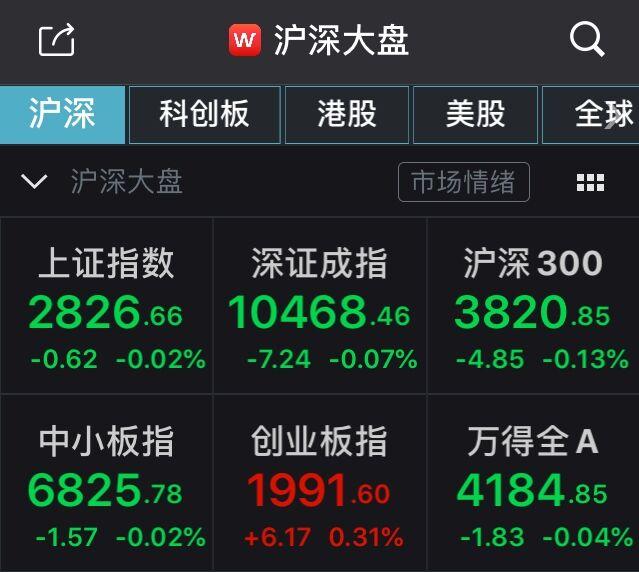 W 沪深大盘
沪深 科创板 港股 美股 全球
沪深大盘 市场情绪
上证指数 深证成指 沪深300
2826.66 10468.46 3820.85
-0.62 -0.02% -7.24 -0.07% -4.85 -0.13%
中小板指 创业板指 万得全A
6825.78 1991.60 4184.85
-1.57 -0.02% +6.17 0.31% -1.83 -0.04%